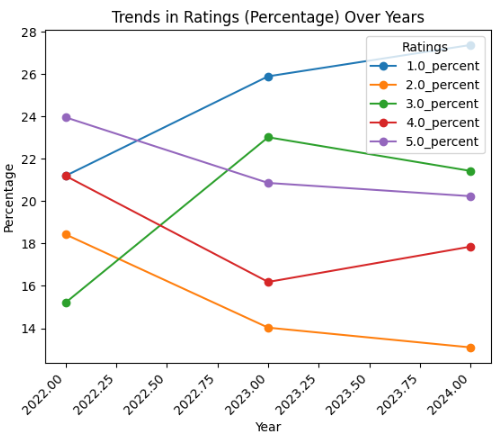 Trends in Ratings (Percentage) Over Years
Ratings
1.0_percent
2.0_percent
3.0_percent
4.0_percent
5.0_percent
Percentage
28
26
24
22
20
18
16
14
2022.00
2022.25
2022.50
2022.75
2023.00
2023.25
2023.50
2023.75
2024.00
Year